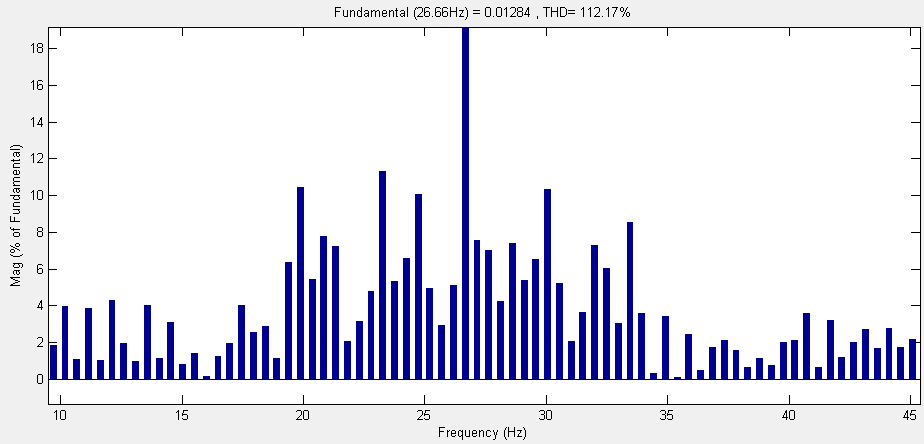 Fundamental (26.66Hz) = 0.01284 , THD= 112.17%
18
16
14
12
10
8
6
4
2
0
Mag (% of Fundamental)
10 15 20 25 30 35 40 45
Frequency (Hz)